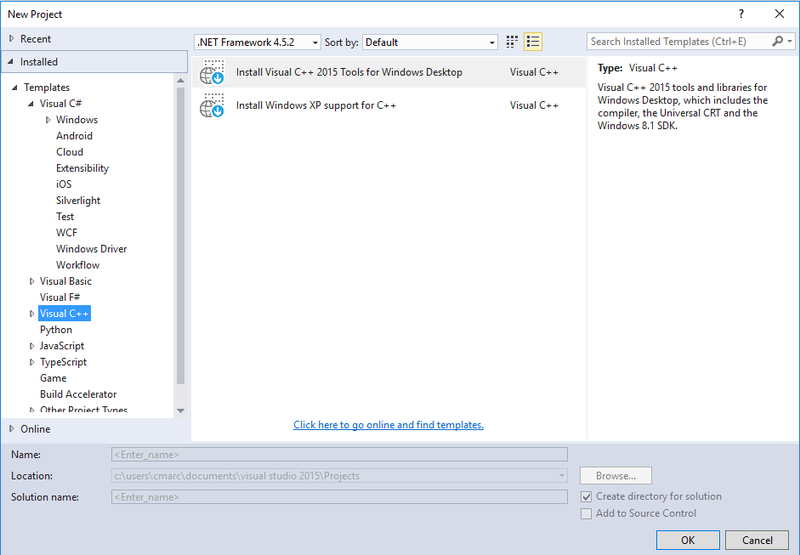 New Project
?
Recent
.NET Framework 4.5.2
Sort by:
Default
Search Installed Templates (Ctrl+E)
Installed
Templates
Visual C#
Windows
Android
Cloud
Extensibility
iOS
Silverlight
Test
WCF
Windows Driver
Workflow
Visual Basic
Visual F#
Visual C++
Python
JavaScript
TypeScript
Game
Build Accelerator
Other Project Types
Online
Install Visual C++ 2015 Tools for Windows Desktop
Visual C++
Install Windows XP support for C++
Visual C++
Click here to go online and find templates.
Type: Visual C++
Visual C++ 2015 tools and libraries for
Windows Desktop, which includes the
compiler, the Universal CRT and the
Windows 8.1 SDK.
Name:
<Enter_name>
Location:
c:\users\cmarc\documents\visual studio 2015\Projects
Browse...
Solution name:
<Enter_name>
Create directory for solution
Add to Source Control
OK
Cancel